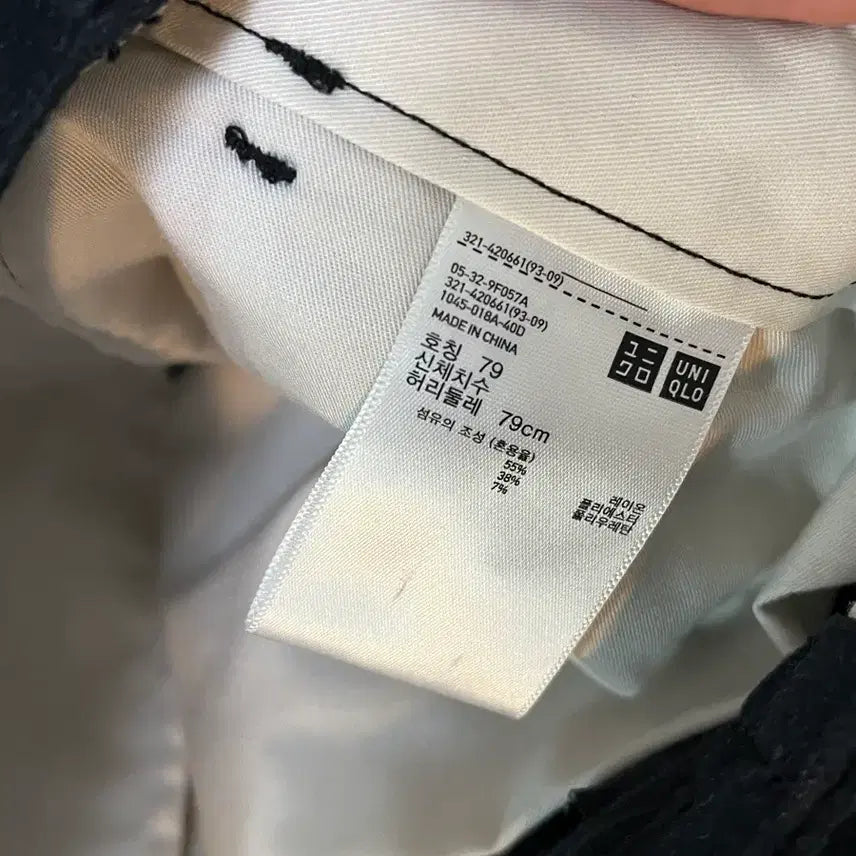 321-420661(93-09)
05-32-9F057A
321-420661(93-09)
1045-018A-40D
MADE IN CHINA
ユニ
クロ
UNI
QLO
호칭 79
신체치수
허리둘레 79cm
섬유의 조성 (혼용율)
55% 레이온
38% 폴리에스터
7% 폴리우레탄